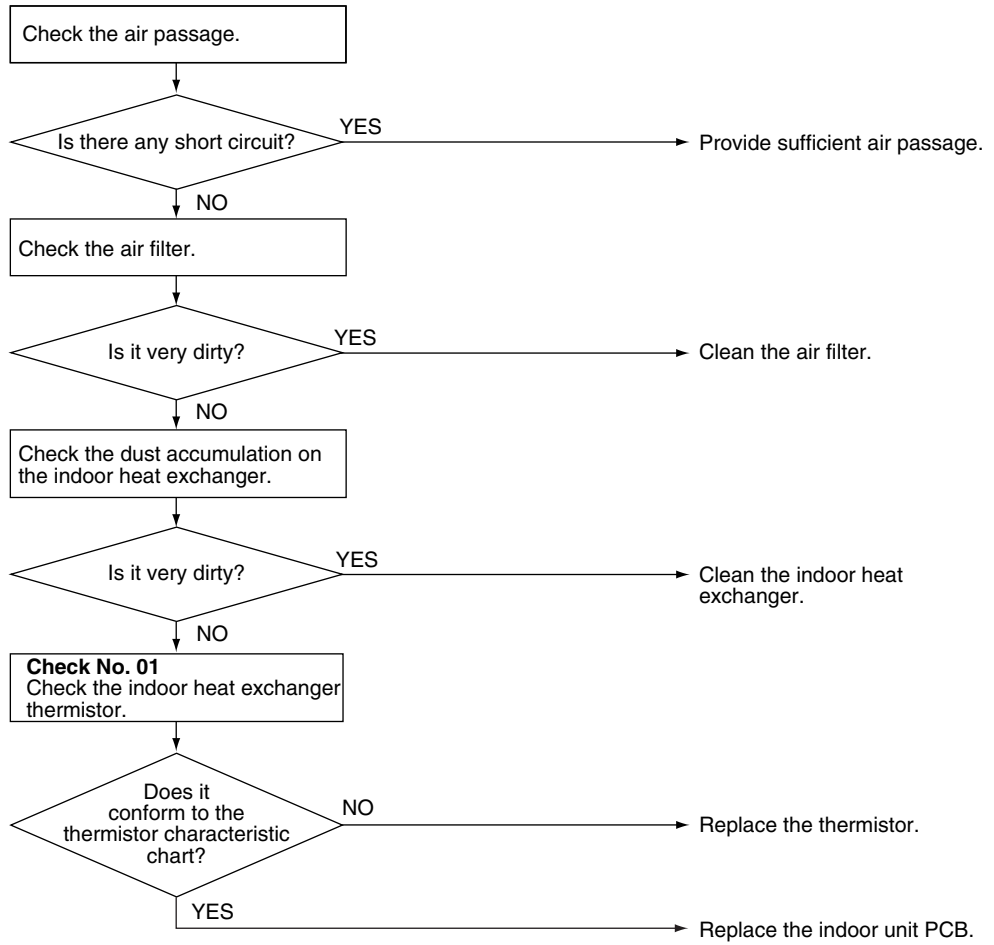 Check the air passage.
Is there any short circuit?
YES
Provide sufficient air passage.
NO
Check the air filter.
Is it very dirty?
YES
Clean the air filter.
NO
Check the dust accumulation on
the indoor heat exchanger.
Is it very dirty?
YES
Clean the indoor heat
exchanger.
NO
Check No. 01
Check the indoor heat exchanger
thermistor.
Does it
conform to the
thermistor characteristic
chart?
NO
Replace the thermistor.
YES
Replace the indoor unit PCB.